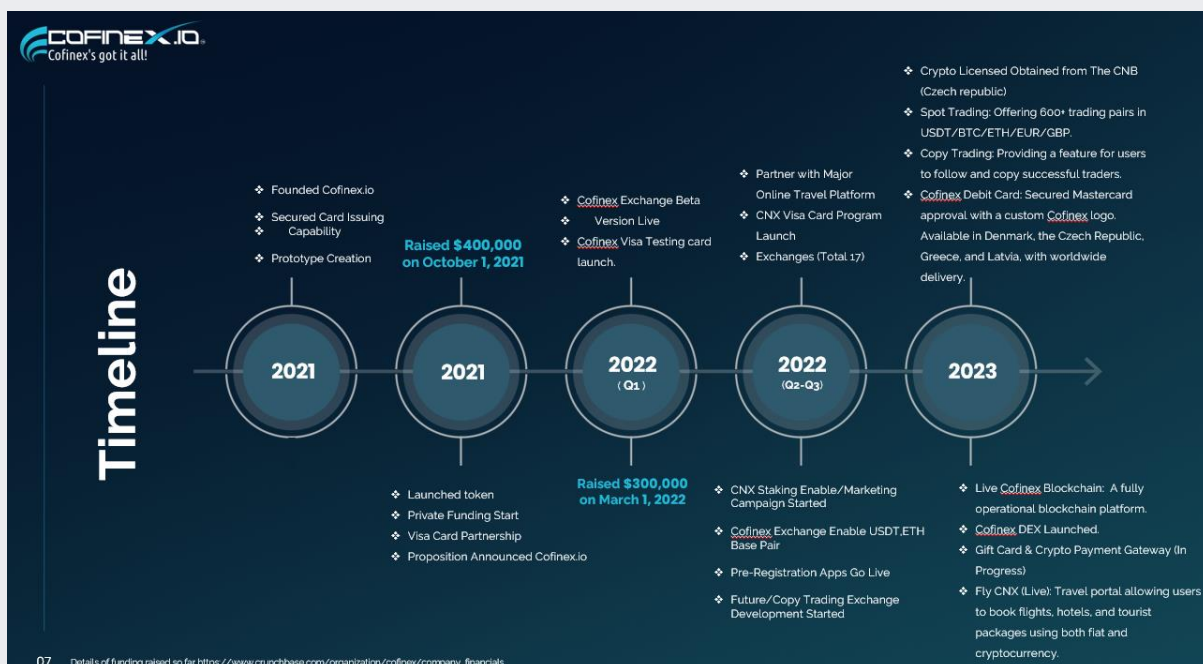 COFINEX.IO
Cofinex's got it all!
Timeline
❖ Founded Cofinex.io
❖ Secured Card Issuing
❖ Capability
❖ Prototype Creation
2021
Raised $400,000
on October 1, 2021
2021
❖ Launched token
❖ Private Funding Start
❖ Visa Card Partnership
❖ Proposition Announced Cofinex.io
❖ Cofinex Exchange Beta
❖ Version Live
❖ Cofinex Visa Testing card
launch.
2022
( Q1 )
Raised $300,000
on March 1, 2022
❖ Partner with Major
Online Travel Platform
❖ CNX Visa Card Program
Launch
❖ Exchanges (Total 17)
2022
(Q2-Q3)
❖ CNX Staking Enable/Marketing
Campaign Started
❖ Cofinex Exchange Enable USDT,ETH
Base Pair
❖ Pre-Registration Apps Go Live
❖ Future/Copy Trading Exchange
Development Started
❖ Crypto Licensed Obtained from The CNB
(Czech republic)
❖ Spot Trading: Offering 600+ trading pairs in
USDT/BTC/ETH/EUR/GBP.
❖ Copy Trading: Providing a feature for users
to follow and copy successful traders.
❖ Cofinex Debit Card: Secured Mastercard
approval with a custom Cofinex logo.
Available in Denmark, the Czech Republic,
Greece, and Latvia, with worldwide
delivery.
2023
❖ Live Cofinex Blockchain: A fully
operational blockchain platform.
❖ Cofinex DEX Launched.
❖ Gift Card & Crypto Payment Gateway (In
Progress)
❖ Fly CNX (Live): Travel portal allowing users
to book flights, hotels, and tourist
packages using both fiat and
cryptocurrency.
07 Details of funding raised so far https://www.crunchbase.com/organization/cofinex/company_financials